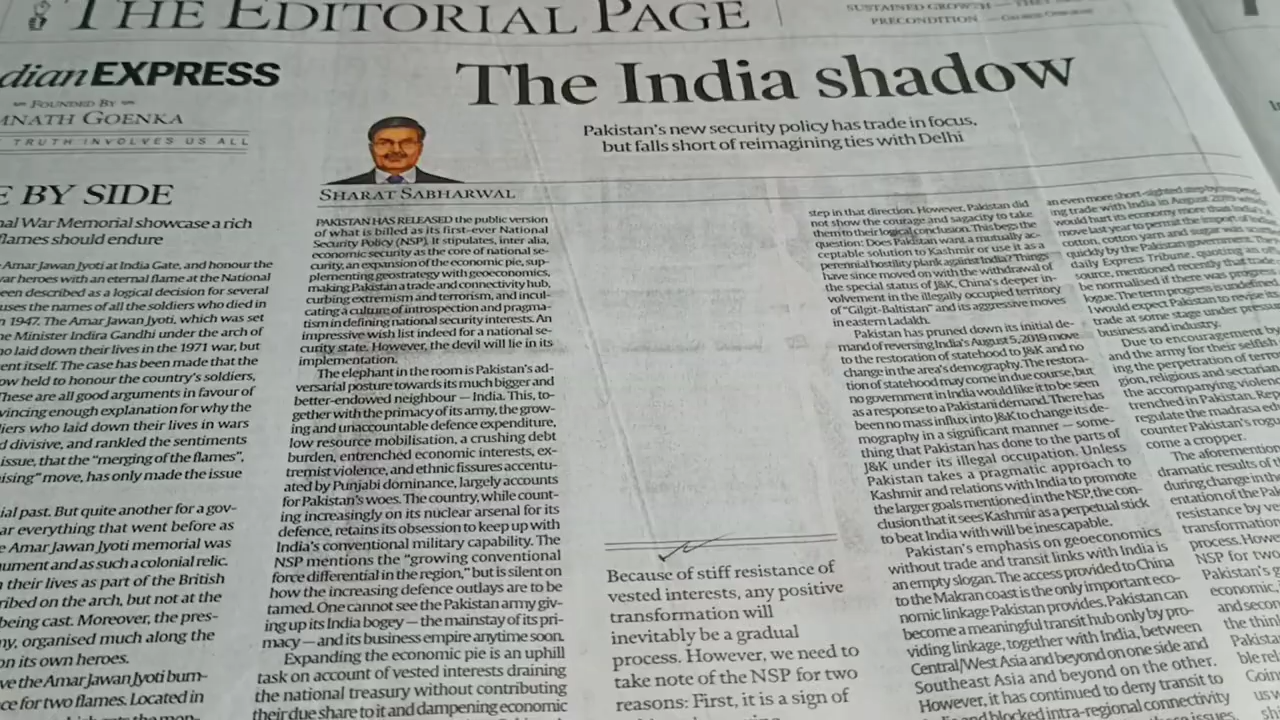 THE EDITORIAL PAGE
SUSTAINED GROWTH
PRECONDITION
dian EXPRESS
FOUNDED BY
MNATH GOENKA
TRUTH INVOLVES US ALL
E BY SIDE
nal War Memorial showcase a rich
flames should endure
Amar Jawan Jyoti at India Gate, and honour the
war heroes with an eternal flame at the National
een described as a logical decision for several
uses the names of all the soldiers who died in
n 1947. The Amar Jawan Jyoti, which was set
ne Minister Indira Gandhi under the arch of
ho laid down their lives in the 1971 war, but
ent itself. The case has been made that the
ow held to honour the country's soldiers,
These are all good arguments in favour of
vincing enough explanation for why the
liers who laid down their lives in wars
d divisive, and rankled the sentiments
issue, that the "merging of the flames",
ising" move, has only made the issue
ial past. But quite another for a gov-
ar everything that went before as
e Amar Jawan Jyoti memorial was
ument and as such a colonial relic.
n their lives as part of the British
ribed on the arch, but not at the
being cast. Moreover, the pres-
ny, organised much along the
on its own heroes.
ve the Amar Jawan Jyoti burn-
ce for two flames. Located in
The India shadow
Pakistan's new security policy has trade in focus,
but falls short of reimagining ties with Delhi
SHARAT SABHARWAL
PAKISTAN HAS RELEASED the public version
of what is billed as its first-ever National
Security Policy (NSP). It stipulates, inter alia,
economic security as the core of national se-
curity, an expansion of the economic pie, sup-
plementing geostrategy with geoeconomics,
making Pakistan a trade and connectivity hub,
curbing extremism and terrorism, and incul-
cating a culture of introspection and pragma-
tism in defining national security interests. An
impressive wish list indeed for a national se-
curity state. However, the devil will lie in its
implementation.
The elephant in the room is Pakistan's ad-
versarial posture towards its much bigger and
better-endowed neighbour — India. This, to-
gether with the primacy of its army, the grow-
ing and unaccountable defence expenditure,
low resource mobilisation, a crushing debt
burden, entrenched economic interests, ex-
tremist violence, and ethnic fissures accentu-
ated by Punjabi dominance, largely accounts
for Pakistan's woes. The country, while count-
ing increasingly on its nuclear arsenal for its
defence, retains its obsession to keep up with
India's conventional military capability. The
NSP mentions the "growing conventional
force differential in the region," but is silent on
how the increasing defence outlays are to be
tamed. One cannot see the Pakistan army giv-
ing up its India bogey — the mainstay of its pri-
macy — and its business empire anytime soon.
Expanding the economic pie is an uphill
task on account of vested interests draining
the national treasury without contributing
their due share to it and dampening economic
Because of stiff resistance of
vested interests, any positive
transformation will
inevitably be a gradual
process. However, we need to
take note of the NSP for two
reasons: First, it is a sign of
step in that direction. However, Pakistan did
not show the courage and sagacity to take
them to their logical conclusion. This begs the
question: Does Pakistan want a mutually ac-
ceptable solution to Kashmir or use it as a
perennial hostility plank against India? Things
have since moved on with the withdrawal of
the special status of J&K, China's deeper in-
volvement in the illegally occupied territory
of "Gilgit-Baltistan" and its aggressive moves
in eastern Ladakh.
Pakistan has pruned down its initial de-
mand of reversing India's August 5, 2019 move
to the restoration of statehood to J&K and no
change in the area's demography. The restora-
tion of statehood may come in due course, but
no government in India would like it to be seen
as a response to a Pakistani demand. There has
been no mass influx into J&K to change its de-
mography in a significant manner — some-
thing that Pakistan has done to the parts of
J&K under its illegal occupation. Unless
Pakistan takes a pragmatic approach to
Kashmir and relations with India to promote
the larger goals mentioned in the NSP, the con-
clusion that it sees Kashmir as a perpetual stick
to beat India with will be inescapable.
Pakistan's emphasis on geoeconomics
without trade and transit links with India is
an empty slogan. The access provided to China
to the Makran coast is the only important eco-
nomic linkage Pakistan provides. Pakistan can
become a meaningful transit hub only by pro-
viding linkage, together with India, between
Central/West Asia and beyond on one side and
Southeast Asia and beyond on the other.
However, it has continued to deny transit to
and blocked intra-regional connectivity
an even more short-sighted step by suspend-
ing trade with India in August 2019
would hurt its economy more than India's
move last year to permit the import of
cotton, cotton yarn and sugar was
quickly by the Pakistan government. The
daily Express Tribune, quoting
source, mentioned recently that trade
be normalised if there was progress
logue. The term progress is undefined
I would expect Pakistan to revise its
trade at some stage under pres
business and industry.
Due to encouragement by
and the army for their selfish
ing the perpetration of terro
gion, religious and sectarian
the accompanying violen
trenched in Pakistan. Rep
regulate the madrasa ed
counter Pakistan's rogu
come a cropper.
The aforemention
dramatic results of t
during change in the
entation of the Pak
resistance by ve
transformation
process. Howe
NSP for two
Pakistan's g
economic,
and secon
the think
Pakista
ble rel
Goin
us v
shi